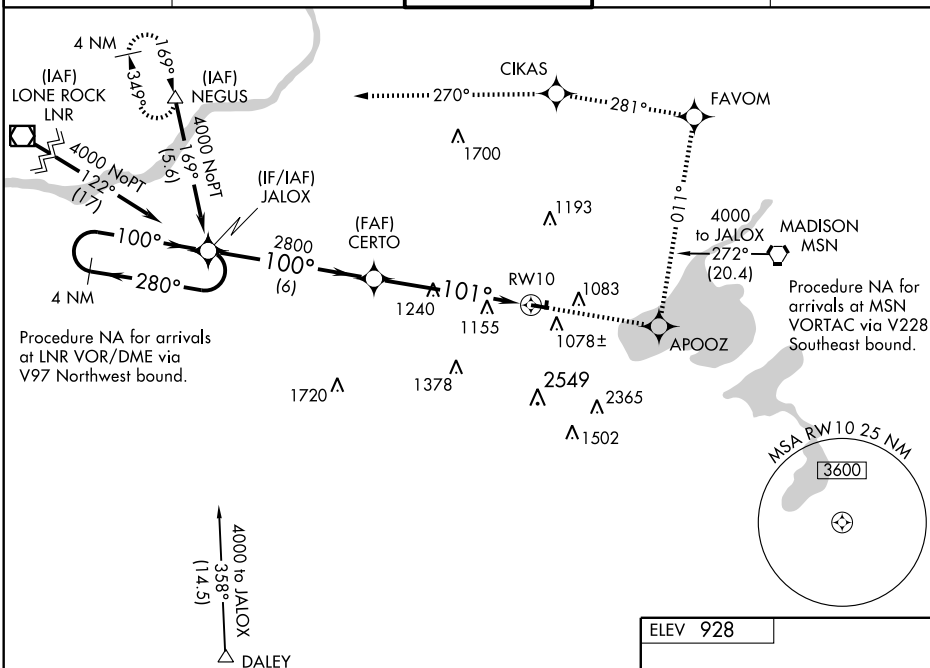 4 NM
169°
349°
(IAF)
NEGUS
(IAF)
LONE ROCK
LNR
4000 NoPT
122°
(17)
4000 NoPT
169°
(5.6)
(IF/IAF)
JALOX
100°
280°
4 NM
2800
100°
(6)
(FAF)
CERTO
CIKAS
270°
281°
FAVOM
1700
1193
011°
4000
to JALOX
272°
(20.4)
MADISON
MSN
Procedure NA for
arrivals at MSN
VORTAC via V228
Southeast bound.
RW10
101°
1240
1155
1083
1078±
APOOZ
Procedure NA for arrivals
at LNR VOR/DME via
V97 Northwest bound.
1720
1378
2549
2365
1502
MSA RW10 25 NM
3600
4000 to JALOX
358°
(14.5)
DALEY
ELEV 928